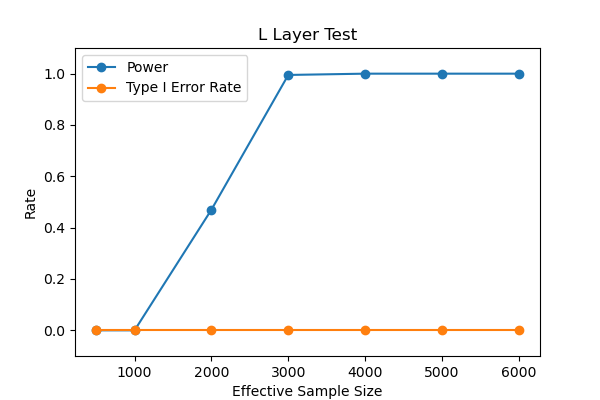 L Layer Test
Power
Type I Error Rate
1.0
0.8
0.6
0.4
0.2
0.0
Rate
1000 2000 3000 4000 5000 6000
Effective Sample Size